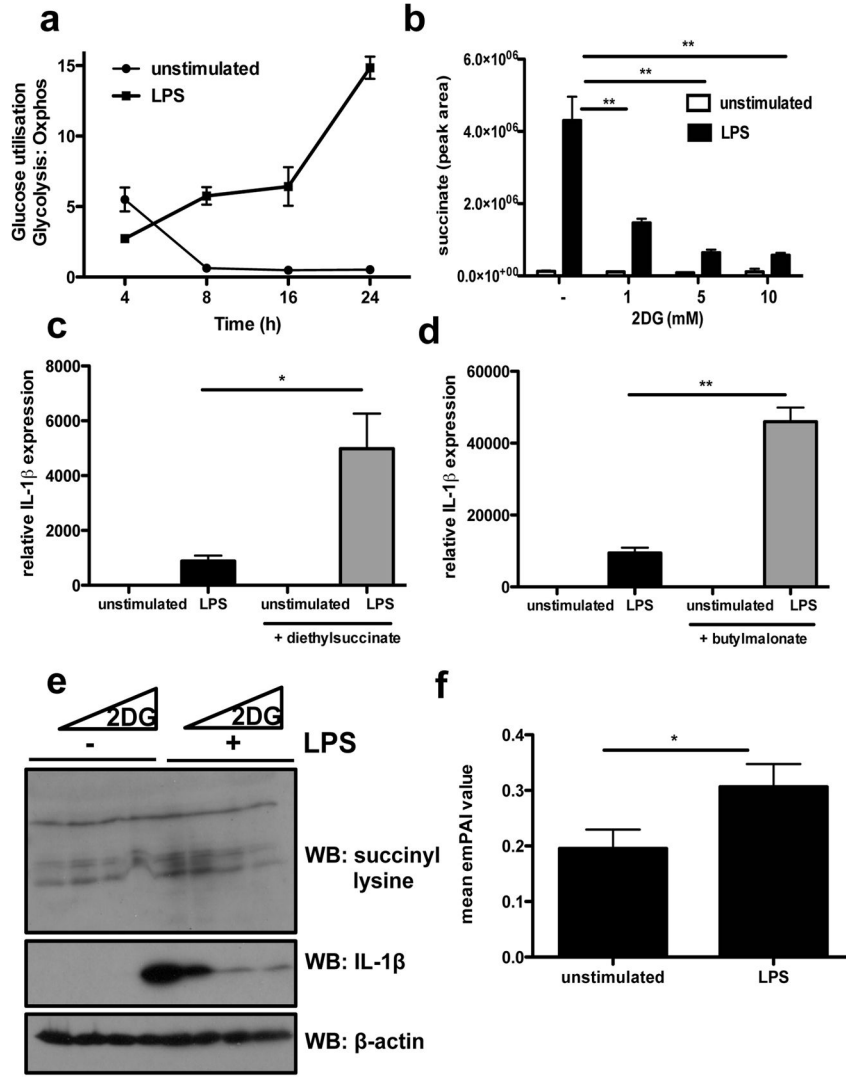 a
Glucose utilisation
Glycolysis: Oxphos
15
10
5
0
unstimulated
LPS
4 8 16 24
Time (h)
b
succinate (peak area)
6.0×10⁰⁶
4.0×10⁰⁶
2.0×10⁰⁶
0.0×10⁺⁰⁰
**
**
**
unstimulated
LPS
- 1 5 10
2DG (mM)
c
relative IL-1β expression
8000
6000
4000
2000
0
*
unstimulated LPS unstimulated LPS
+ diethylsuccinate
d
relative IL-1β expression
60000
40000
20000
0
**
unstimulated LPS unstimulated LPS
+ butylmalonate
e
2DG 2DG
- + LPS
WB: succinyl
lysine
WB: IL-1β
WB: β-actin
f
mean emPAI value
0.4
0.3
0.2
0.1
0.0
*
unstimulated LPS